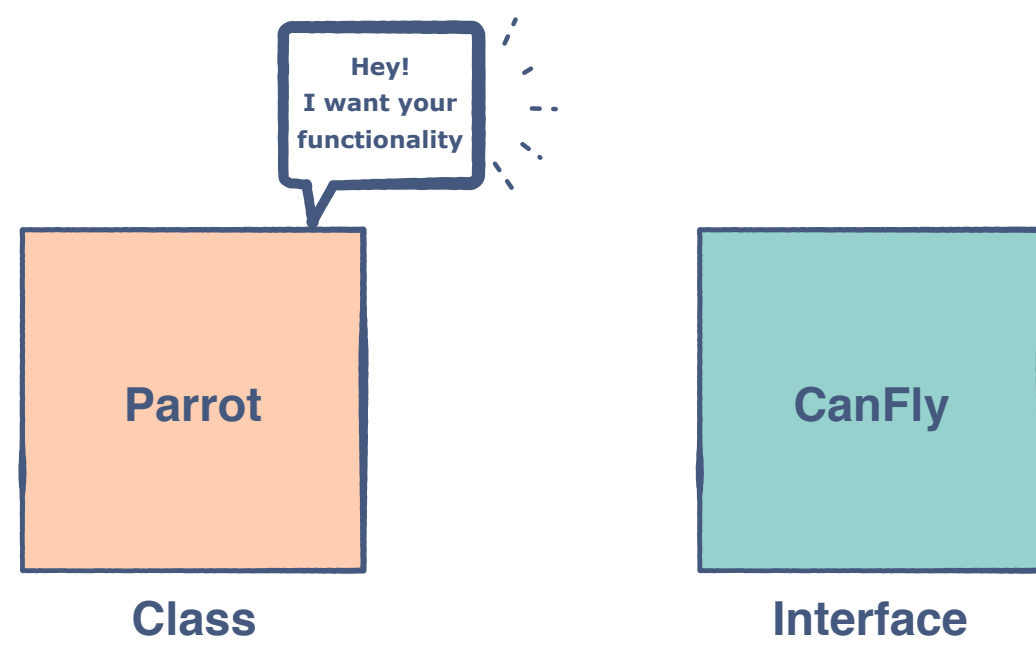 Hey!
I want your
functionality
Parrot
CanFly
Class
Interface